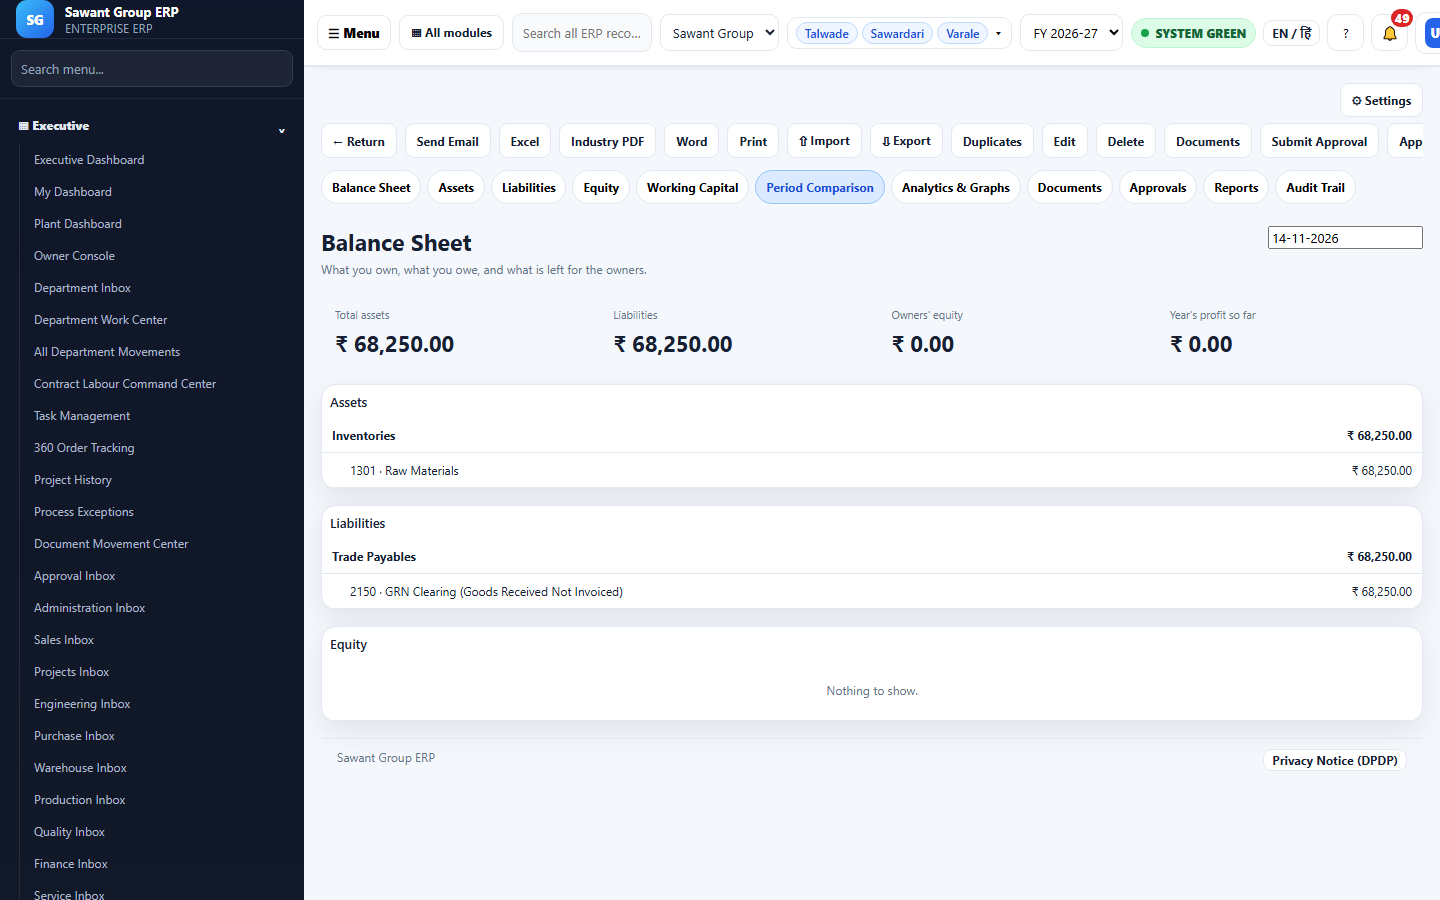 SG
Sawant Group ERP
ENTERPRISE ERP
Search menu...
Executive
Executive Dashboard
My Dashboard
Plant Dashboard
Owner Console
Department Inbox
Department Work Center
All Department Movements
Contract Labour Command Center
Task Management
360 Order Tracking
Project History
Process Exceptions
Document Movement Center
Approval Inbox
Administration Inbox
Sales Inbox
Projects Inbox
Engineering Inbox
Purchase Inbox
Warehouse Inbox
Production Inbox
Quality Inbox
Finance Inbox
Service Inbox
☰ Menu
All modules
Search all ERP reco...
Sawant Group
Talwade
Sawardari
Varale
FY 2026-27
SYSTEM GREEN
EN / हिं
?
49
U
⚙ Settings
← Return
Send Email
Excel
Industry PDF
Word
Print
⇧ Import
⇩ Export
Duplicates
Edit
Delete
Documents
Submit Approval
App
Balance Sheet
Assets
Liabilities
Equity
Working Capital
Period Comparison
Analytics & Graphs
Documents
Approvals
Reports
Audit Trail
Balance Sheet
14-11-2026
What you own, what you owe, and what is left for the owners.
Total assets
₹ 68,250.00
Liabilities
₹ 68,250.00
Owners' equity
₹ 0.00
Year's profit so far
₹ 0.00
Assets
Inventories ₹ 68,250.00
1301 · Raw Materials ₹ 68,250.00
Liabilities
Trade Payables ₹ 68,250.00
2150 · GRN Clearing (Goods Received Not Invoiced) ₹ 68,250.00
Equity
Nothing to show.
Sawant Group ERP
Privacy Notice (DPDP)